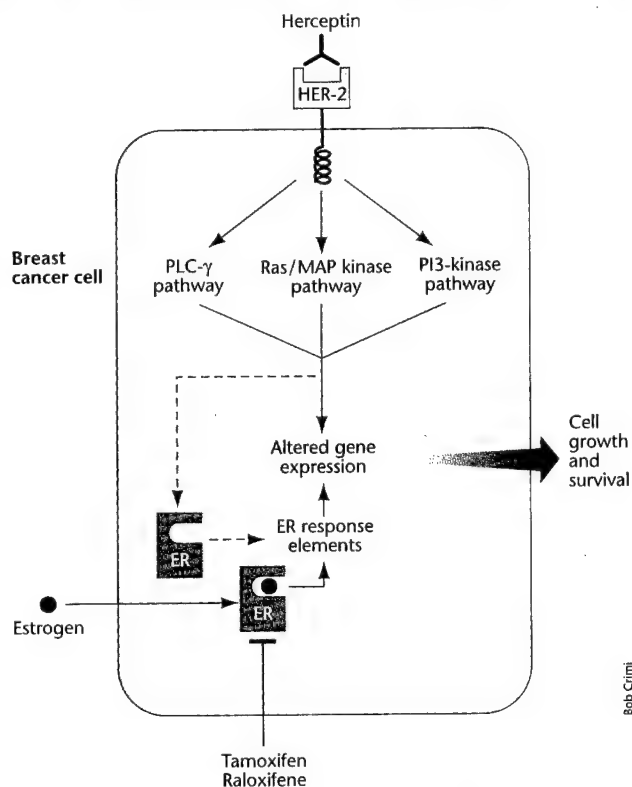 Herceptin
HER-2
Breast
cancer cell
PLC-γ
pathway
Ras/MAP kinase
pathway
PI3-kinase
pathway
Altered gene
expression
Cell
growth
and
survival
ER response
elements
ER
ER
Estrogen
Tamoxifen
Raloxifene
Bob Crimi